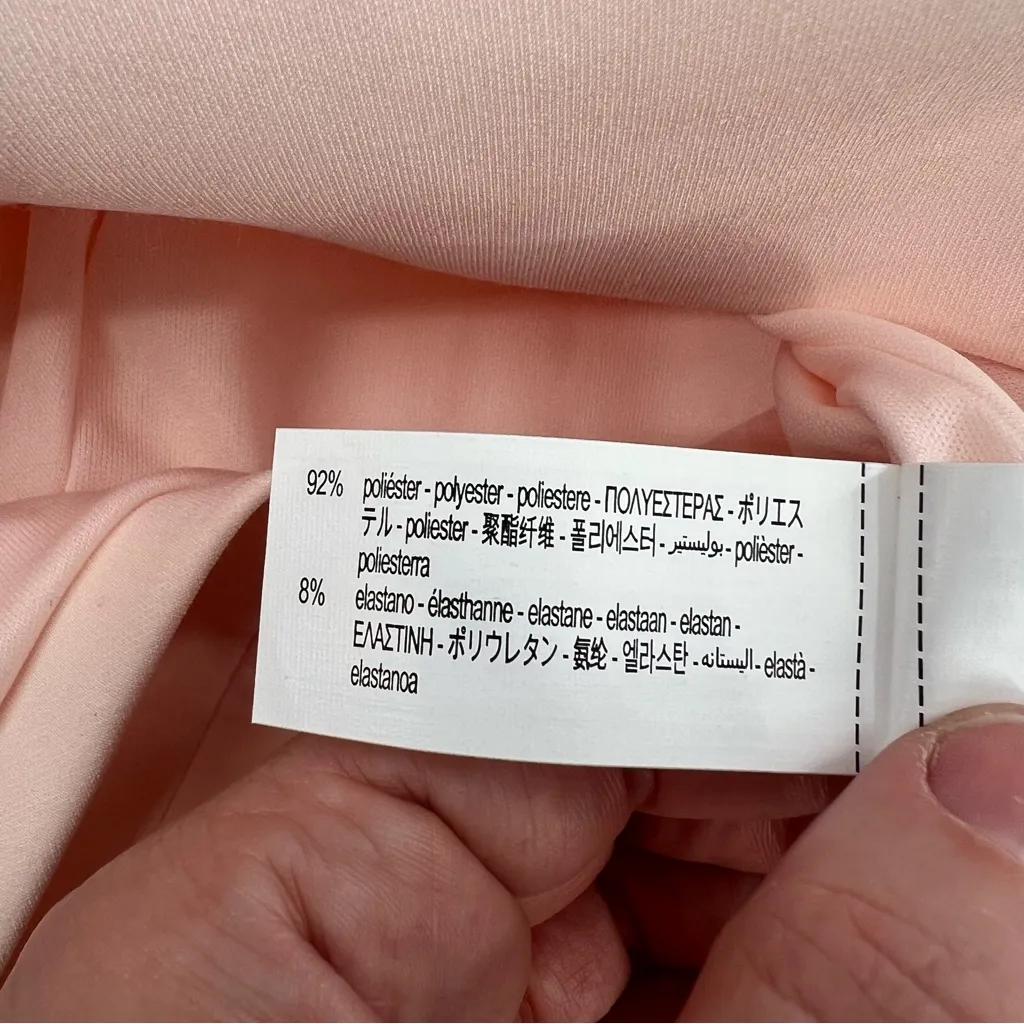 92% poliéster - polyester - poliestere - ΠΟΛΥΕΣΤΕΡΑΣ - ポリエス
テル - poliester - 聚酯纤维 - 폴리에스터 - بوليستير - polièster -
poliesterra
8% elastano - élasthanne - elastane - elastaan - elastan -
ΕΛΑΣΤΙΝΗ - ポリウレタン - 氨纶 - 엘라스탄 - اليستانه - elastà -
elastanoa